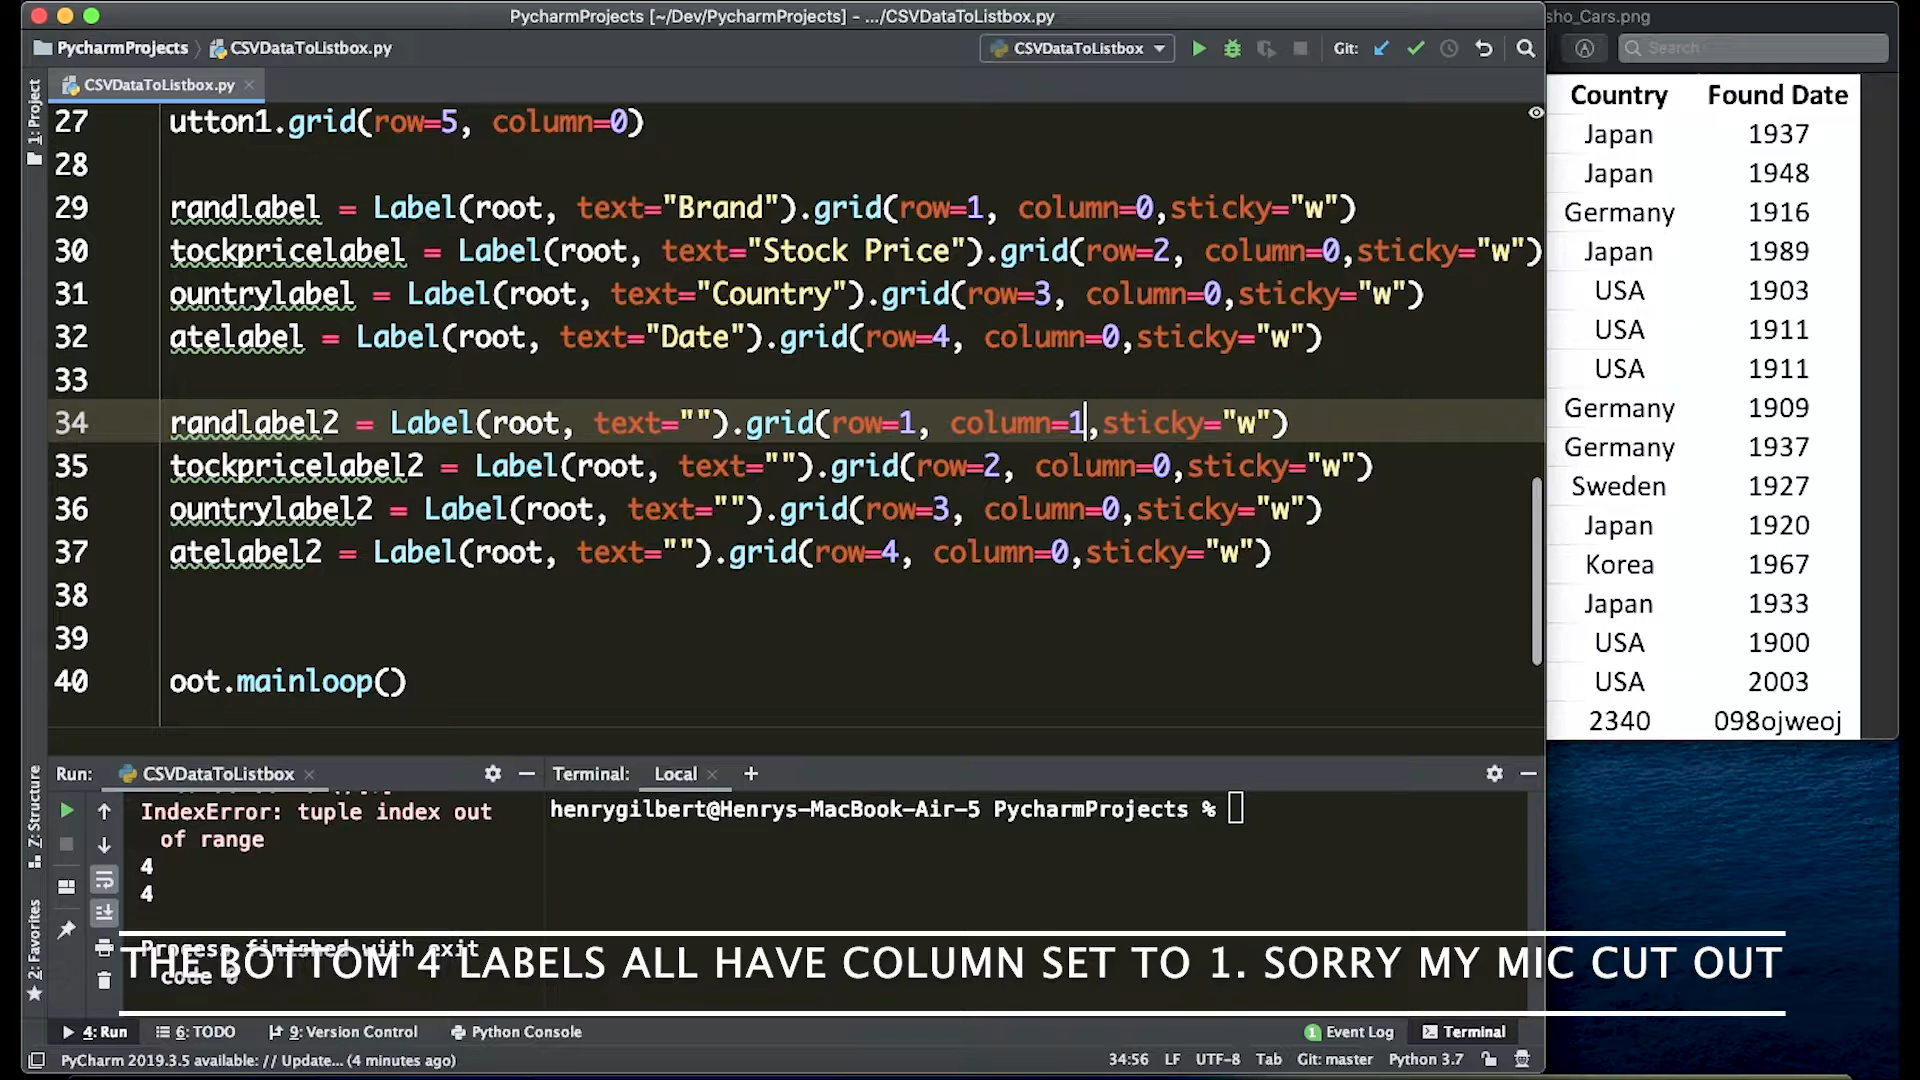 PycharmProjects [~/Dev/PycharmProjects] - .../CSVDataToListbox.py
sho_Cars.png
PycharmProjects
CSVDataToListbox.py
CSVDataToListbox
Git:
Search
CSVDataToListbox.py
1: Project
27 utton1.grid(row=5, column=0)
28
29 randlabel = Label(root, text="Brand").grid(row=1, column=0,sticky="w")
30 tockpricelabel = Label(root, text="Stock Price").grid(row=2, column=0,sticky="w")
31 ountrylabel = Label(root, text="Country").grid(row=3, column=0,sticky="w")
32 atelabel = Label(root, text="Date").grid(row=4, column=0,sticky="w")
33
34 randlabel2 = Label(root, text="").grid(row=1, column=1,sticky="w")
35 tockpricelabel2 = Label(root, text="").grid(row=2, column=0,sticky="w")
36 ountrylabel2 = Label(root, text="").grid(row=3, column=0,sticky="w")
37 atelabel2 = Label(root, text="").grid(row=4, column=0,sticky="w")
38
39
40 oot.mainloop()
Country Found Date
Japan 1937
Japan 1948
Germany 1916
Japan 1989
USA 1903
USA 1911
USA 1911
Germany 1909
Germany 1937
Sweden 1927
Japan 1920
Korea 1967
Japan 1933
USA 1900
USA 2003
2340 098ojweoj
Run: CSVDataToListbox
Terminal: Local +
Z: Structure
2: Favorites
IndexError: tuple index out
of range
4
4
Process finished with exit
code 0
henrygilbert@Henrys-MacBook-Air-5 PycharmProjects %
THE BOTTOM 4 LABELS ALL HAVE COLUMN SET TO 1. SORRY MY MIC CUT OUT
4: Run
6: TODO
9: Version Control
Python Console
1 Event Log
Terminal
PyCharm 2019.3.5 available: // Update... (4 minutes ago)
34:56 LF UTF-8 Tab Git: master Python 3.7